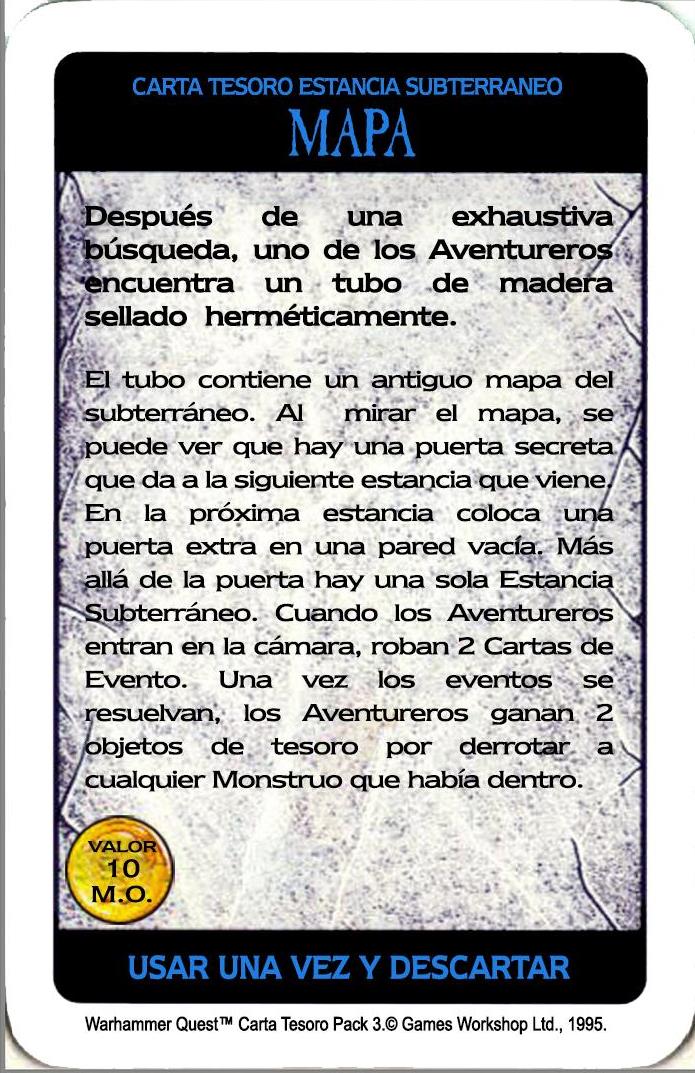 CARTA TESORO ESTANCIA SUBTERRANEO
MAPA
Después de una exhaustiva
búsqueda, uno de los Aventureros
encuentra un tubo de madera
sellado herméticamente.
El tubo contiene un antiguo mapa del
subterráneo. Al mirar el mapa, se
puede ver que hay una puerta secreta
que da a la siguiente estancia que viene.
En la próxima estancia coloca una
puerta extra en una pared vacía. Más
allá de la puerta hay una sola Estancia
Subterráneo. Cuando los Aventureros
entran en la cámara, roban 2 Cartas de
Evento. Una vez los eventos se
resuelvan, los Aventureros ganan 2
objetos de tesoro por derrotar a
cualquier Monstruo que había dentro.
VALOR
10
M.O.
USAR UNA VEZ Y DESCARTAR
Warhammer Quest™ Carta Tesoro Pack 3.© Games Workshop Ltd., 1995.